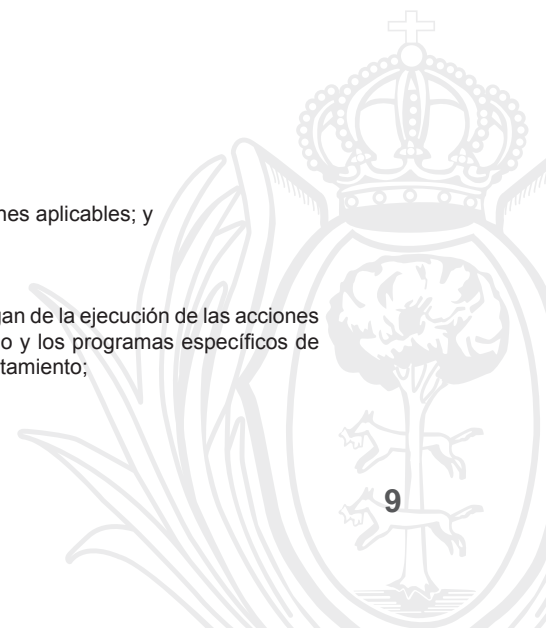 nes aplicables; y
gan de la ejecución de las acciones
o y los programas específicos de
tamiento;
9